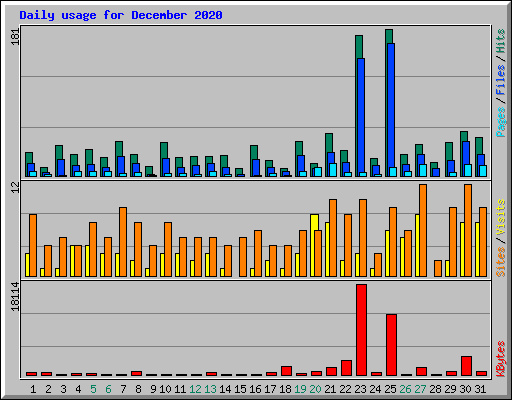 Daily usage for December 2020
181
Pages / Files / Hits
12
Sites / Visits
18114
KBytes
1 2 3 4 5 6 7 8 9 10 11 12 13 14 15 16 17 18 19 20 21 22 23 24 25 26 27 28 29 30 31